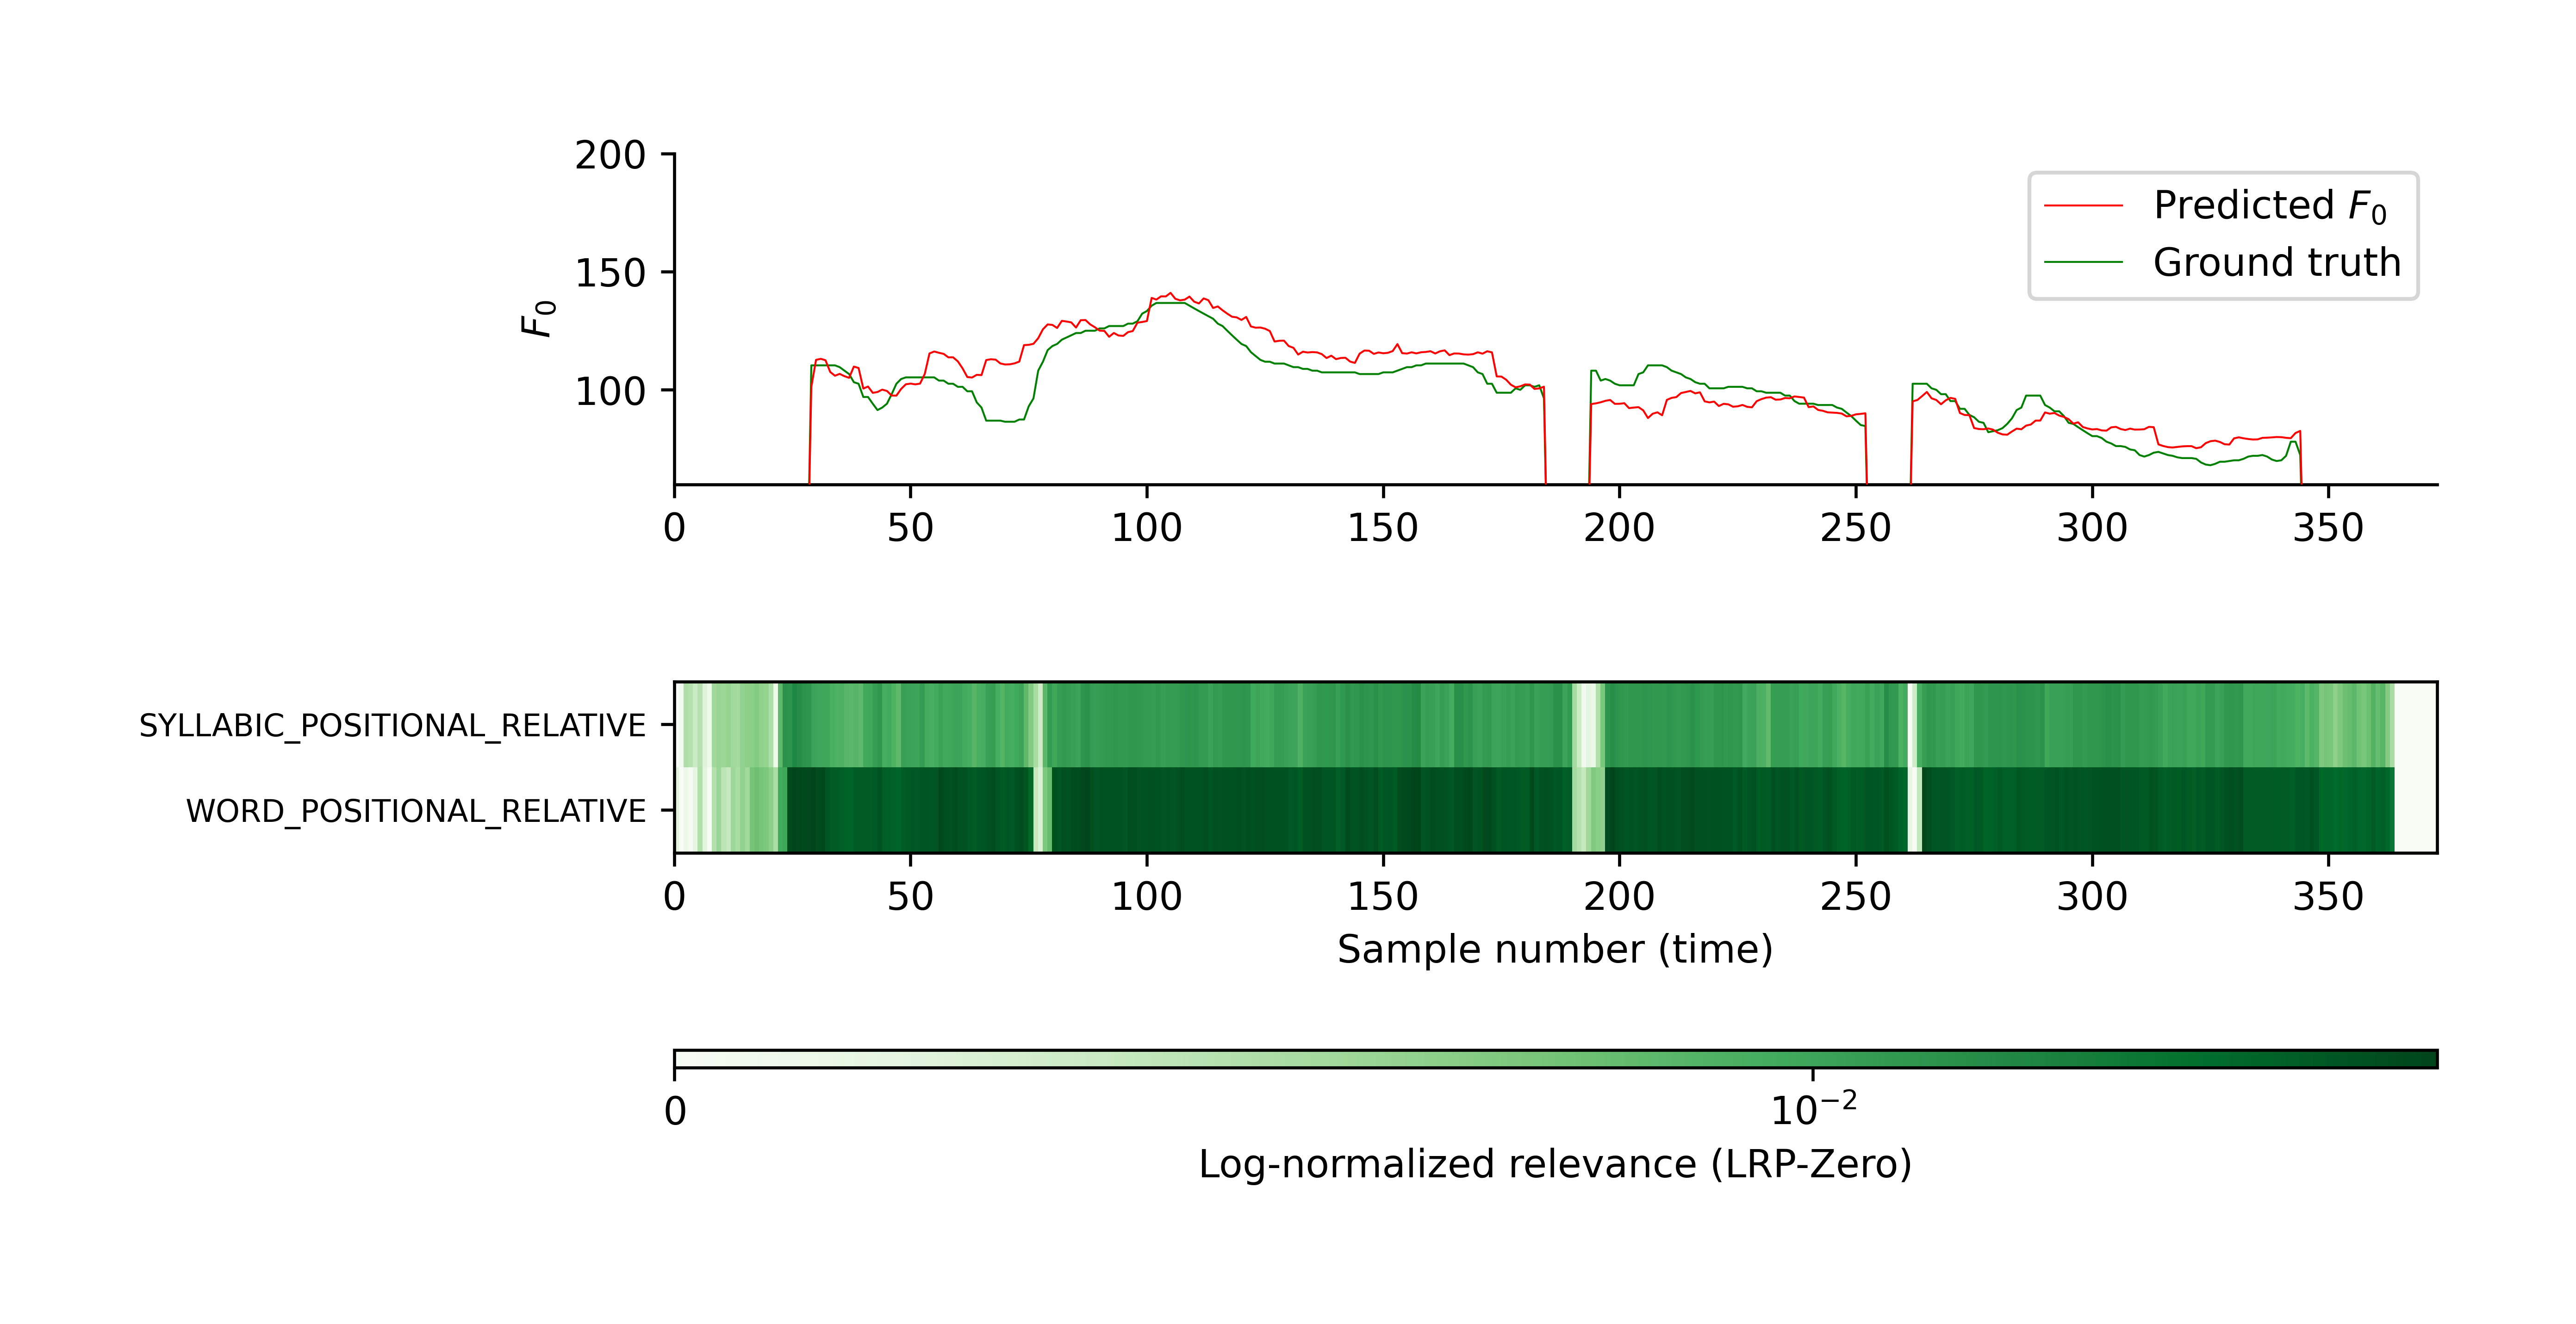 200
150
100
F0
Predicted F0
Ground truth
0 50 100 150 200 250 300 350
SYLLABIC_POSITIONAL_RELATIVE
WORD_POSITIONAL_RELATIVE
0 50 100 150 200 250 300 350
Sample number (time)
0 10⁻²
Log-normalized relevance (LRP-Zero)